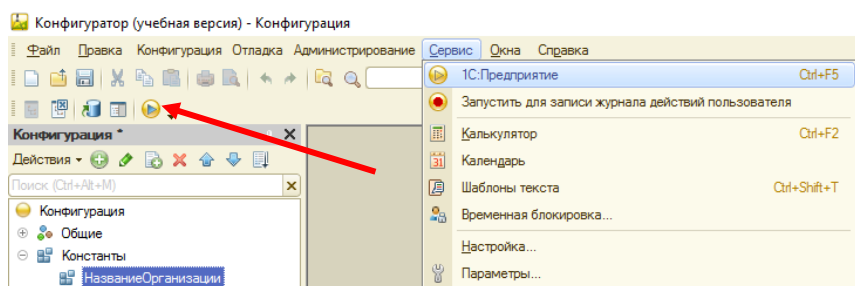 Конфигуратор (учебная версия) - Конфигурация
Файл Правка Конфигурация Отладка Администрирование Сервис Окна Справка
1С:Предприятие Ctrl+F5
Запустить для записи журнала действий пользователя
Конфигурация *
Калькулятор Ctrl+F2
Действия
31 Календарь
Поиск (Ctrl+Alt+M)
Шаблоны текста Ctrl+Shift+T
Конфигурация
Временная блокировка...
Общие
Константы
Настройка...
НазваниеОрганизации
Параметры...